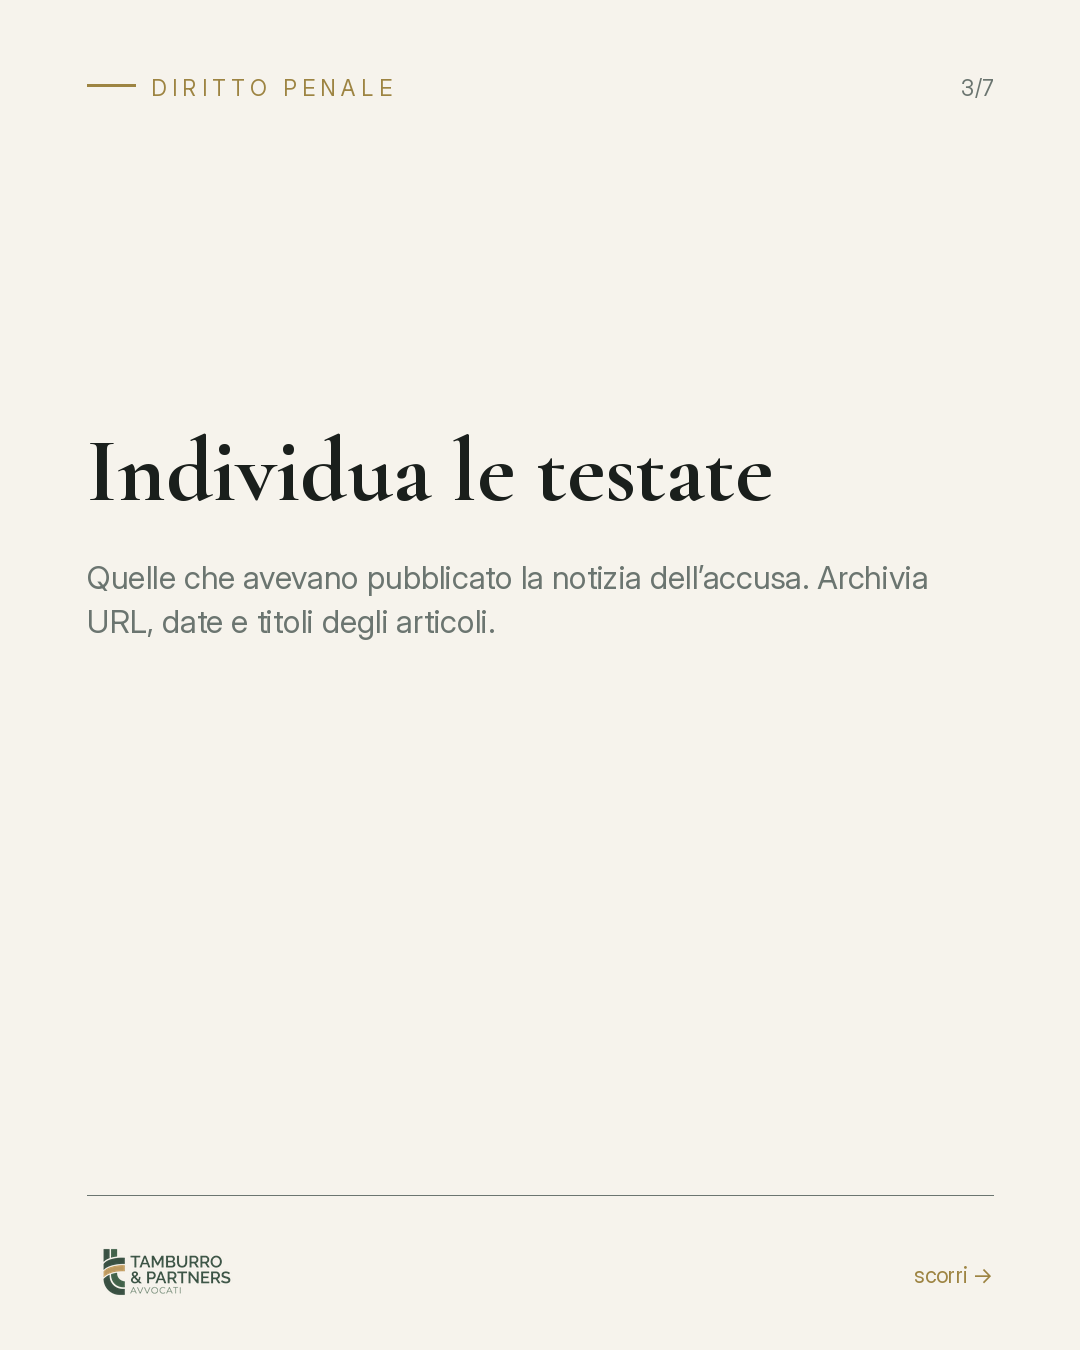 DIRITTO PENALE
3/7
Individua le testate
Quelle che avevano pubblicato la notizia dell’accusa. Archivia
URL, date e titoli degli articoli.
TAMBURRO
& PARTNERS
AVVOCATI
scorri →